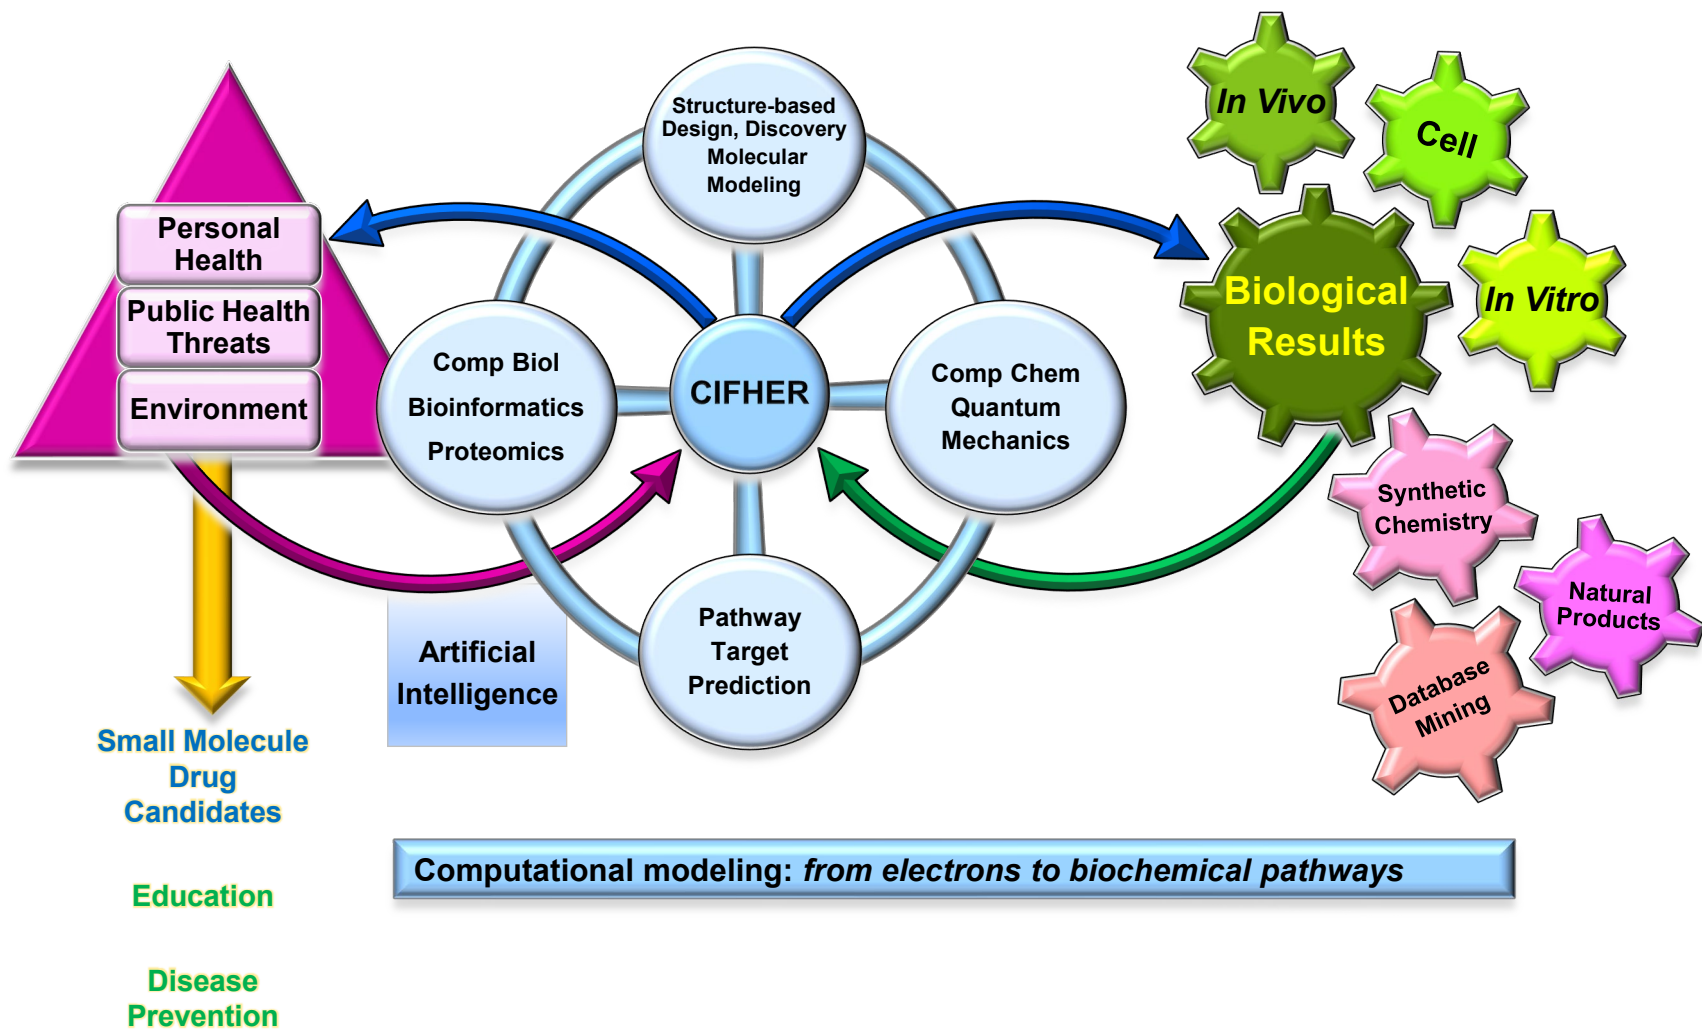 Personal
Health
Public Health
Threats
Environment
Small Molecule
Drug
Candidates
Education
Disease
Prevention
Structure-based
Design, Discovery
Molecular
Modeling
Comp Biol
Bioinformatics
Proteomics
CIFHER
Comp Chem
Quantum
Mechanics
Pathway
Target
Prediction
Artificial
Intelligence
In Vivo
Cell
Biological
Results
In Vitro
Synthetic
Chemistry
Natural
Products
Database
Mining
Computational modeling: from electrons to biochemical pathways